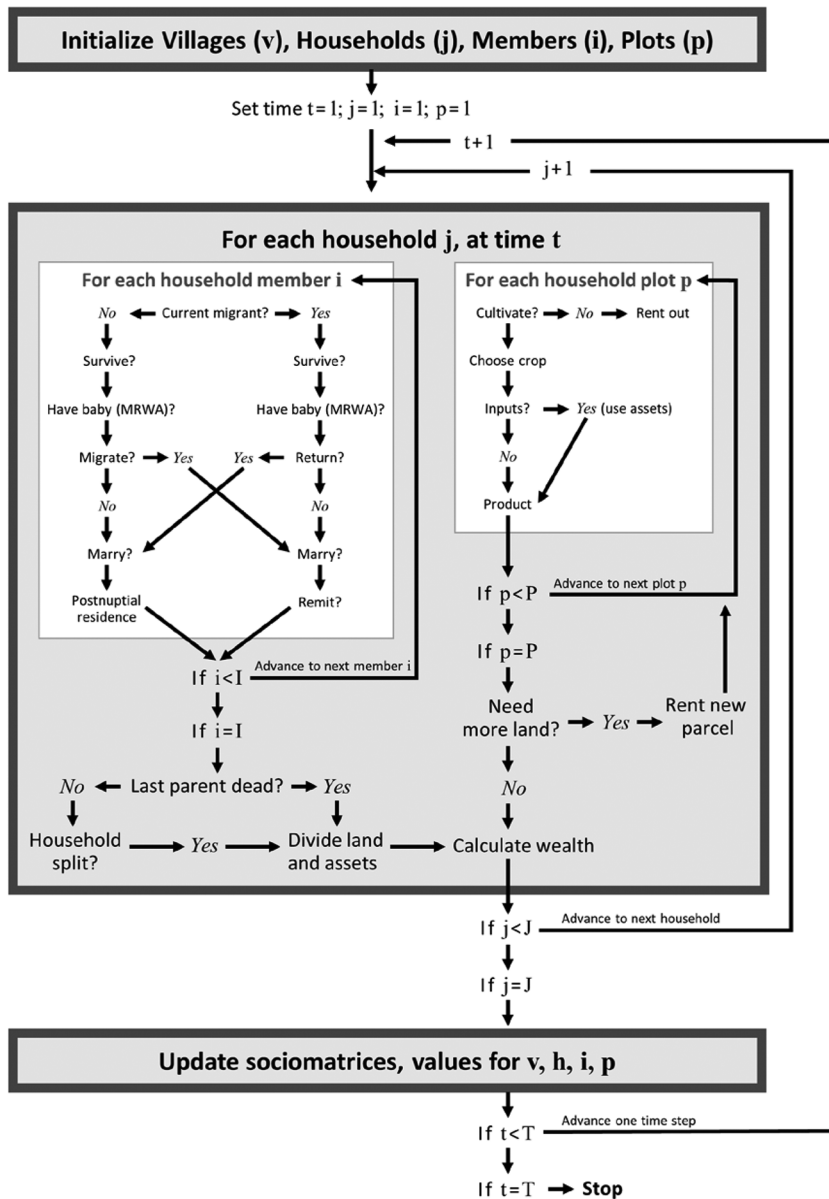 Initialize Villages (v), Households (j), Members (i), Plots (p)
Set time t=1; j=1; i=1; p=1
t+1
j+1
For each household j, at time t
For each household member i
No
Current migrant?
Yes
Survive?
Survive?
Have baby (MRWA)?
Have baby (MRWA)?
Migrate?
Yes
Yes
Return?
No
No
Marry?
Marry?
Postnuptial
residence
Remit?
If i<I
Advance to next member i
If i=I
No
Last parent dead?
Yes
Household
split?
Yes
Divide land
and assets
For each household plot p
Cultivate?
No
Rent out
Choose crop
Inputs?
Yes (use assets)
No
Product
If p<P
Advance to next plot p
If p=P
Need
more land?
Yes
Rent new
parcel
No
Calculate wealth
If j<J
Advance to next household
If j=J
Update sociomatrices, values for v, h, i, p
If t<T
Advance one time step
If t=T
Stop